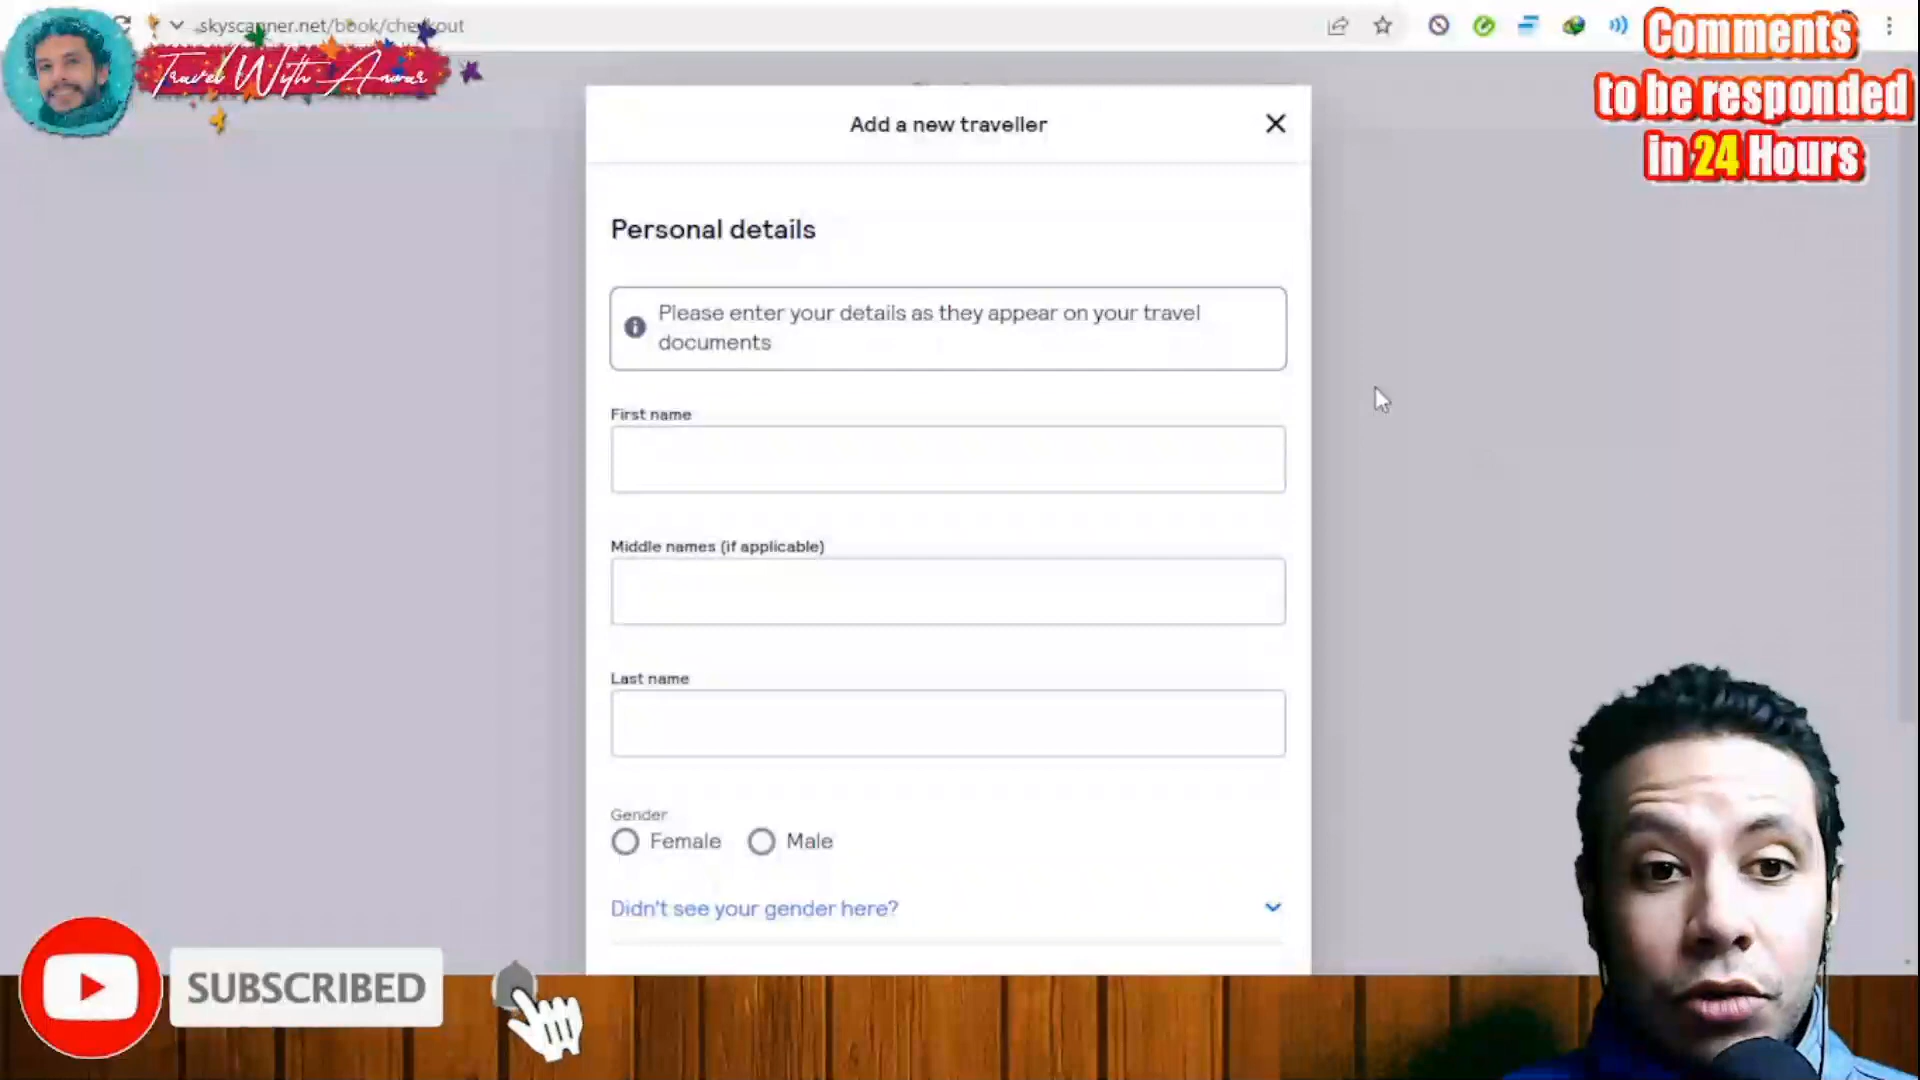 skyscanner.net/book/checkout
Travel With Anwar
Comments
to be responded
in 24 Hours
Add a new traveller
Personal details
Please enter your details as they appear on your travel
documents
First name
Middle names (if applicable)
Last name
Gender
Female
Male
Didn't see your gender here?
SUBSCRIBED